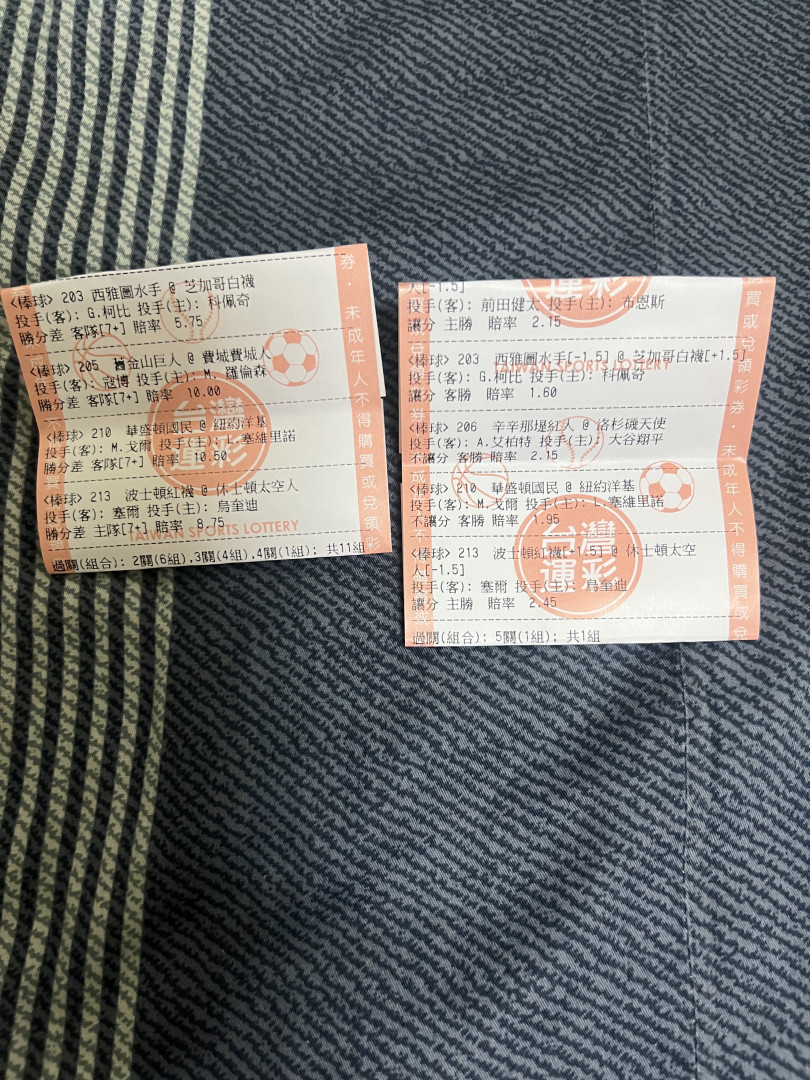 <棒球> 203 西雅圖水手 @ 芝加哥白襪
投手(客): G.柯比 投手(主): 科佩奇
勝分差 客隊[7+] 賠率 5.75
<棒球> 205 舊金山巨人 @ 費城費城人
投手(客): 寇博 投手(主): M. 羅倫森
勝分差 客隊[7+] 賠率 10.00
<棒球> 210 華盛頓國民 @ 紐約洋基
投手(客): M.戈爾 投手(主): L.塞維里諾
勝分差 客隊[7+] 賠率 10.50
<棒球> 213 波士頓紅襪 @ 休士頓太空人
投手(客): 塞爾 投手(主): 烏奎迪
勝分差 主隊[7+] 賠率 8.75
過關(組合): 2關(6組),3關(4組),4關(1組); 共11組
台灣運彩
TAIWAN SPORTS LOTTERY
券・未成年人不得購買或兌領彩
人[-1.5]
投手(客): 前田健太 投手(主): 布恩斯
讓分 主勝 賠率 2.15
<棒球> 203 西雅圖水手[-1.5] @ 芝加哥白襪[+1.5]
投手(客): G.柯比 投手(主): 科佩奇
讓分 客勝 賠率 1.60
<棒球> 206 辛辛那堤紅人 @ 洛杉磯天使
投手(客): A.艾柏特 投手(主): 大谷翔平
不讓分 客勝 賠率 2.15
<棒球> 210 華盛頓國民 @ 紐約洋基
投手(客): M.戈爾 投手(主): L.塞維里諾
不讓分 客勝 賠率 1.95
<棒球> 213 波士頓紅襪[+1.5] @ 休士頓太空
人[-1.5]
投手(客): 塞爾 投手(主): 烏奎迪
讓分 主勝 賠率 2.45
過關(組合): 5關(1組); 共1組
運彩
TAIWAN SPORTS LOTTERY
台灣運彩
購買或兌領彩券・未成年人不得購買或兌